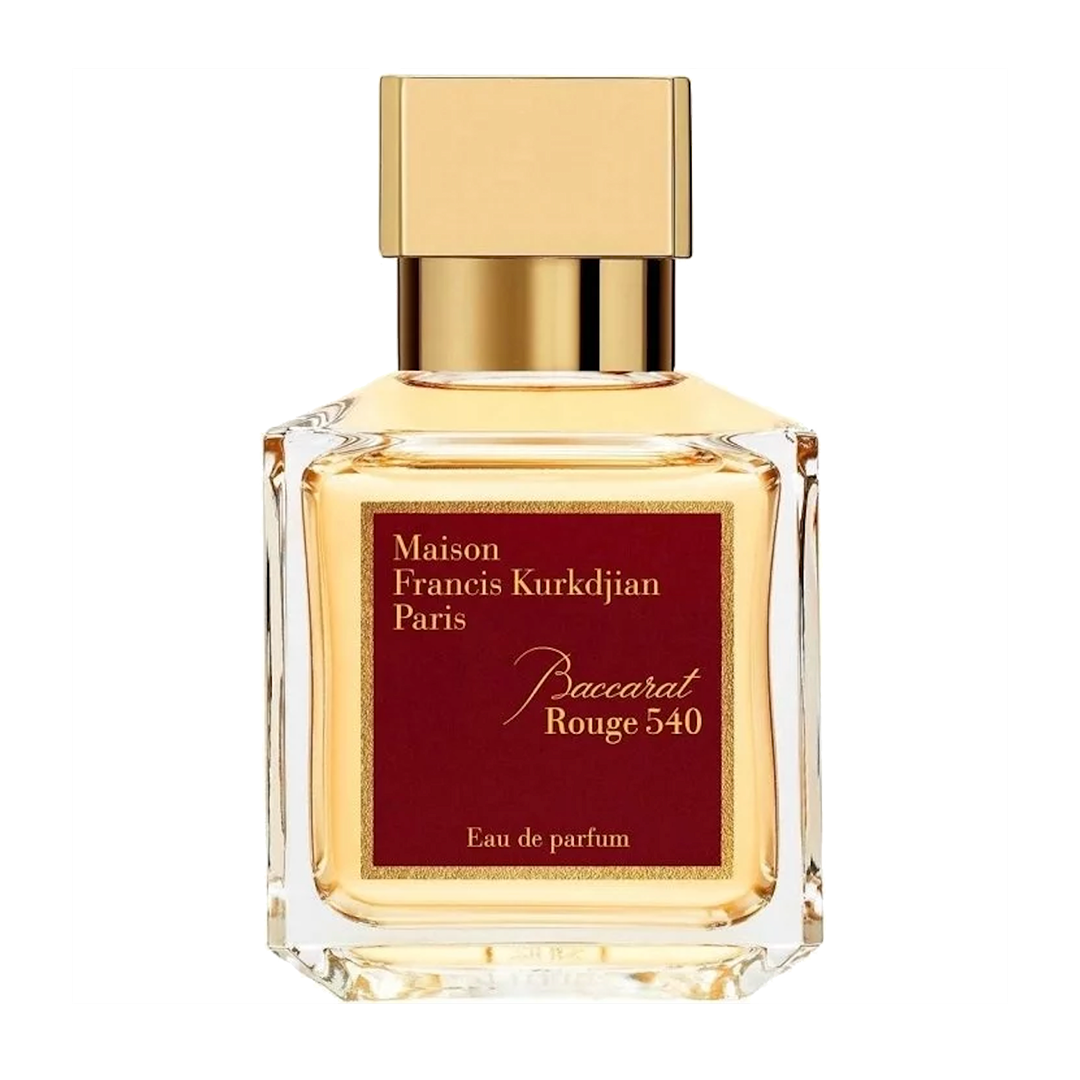 Maison
Francis Kurkdjian
Paris
Baccarat
Rouge 540
Eau de parfum